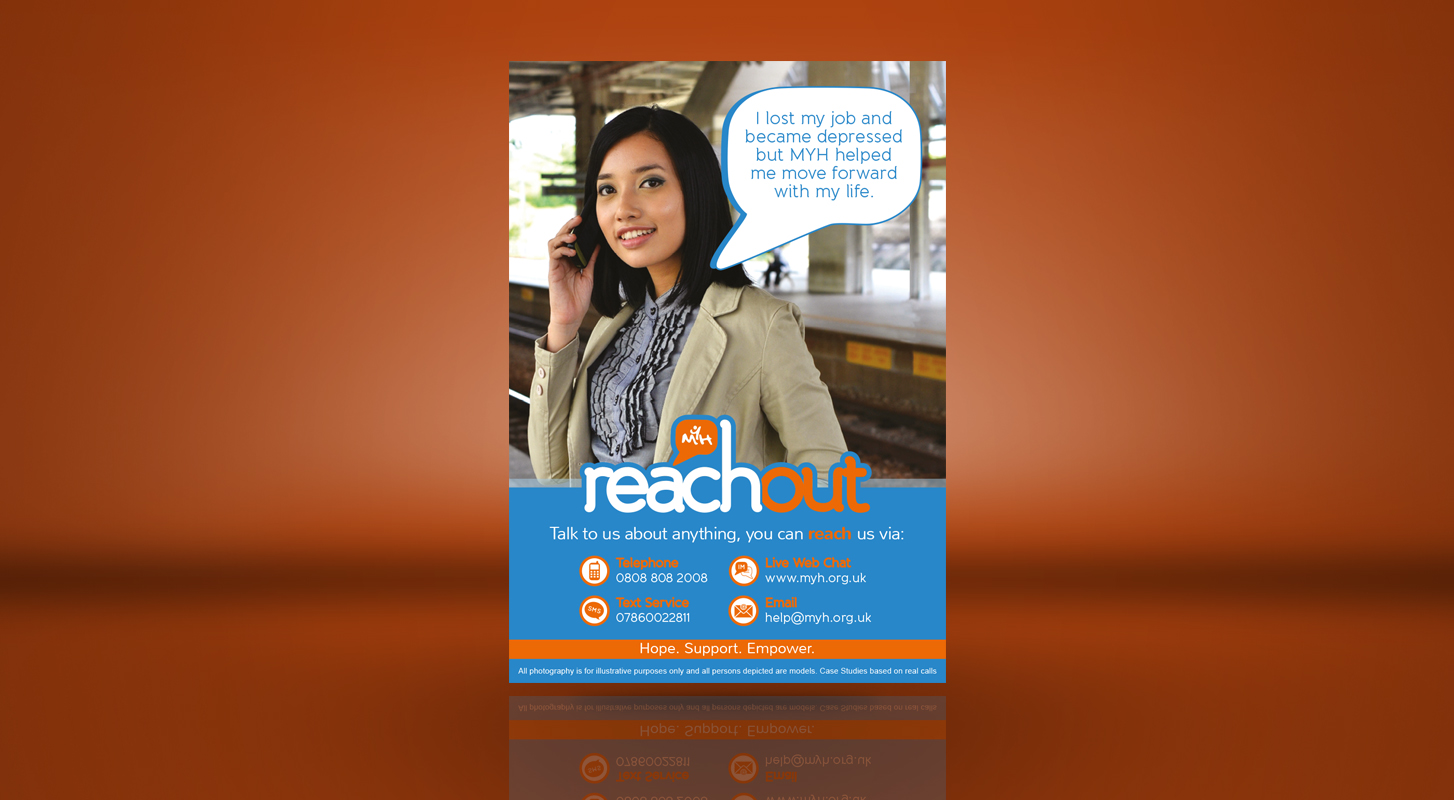 I lost my job and
became depressed
but MYH helped
me move forward
with my life.
MYH
reachout
Talk to us about anything, you can reach us via:
Telephone
0808 808 2008
Live Web Chat
www.myh.org.uk
SMS
Text Service
07860022811
Email
help@myh.org.uk
Hope. Support. Empower.
All photography is for illustrative purposes only and all persons depicted are models. Case Studies based on real calls